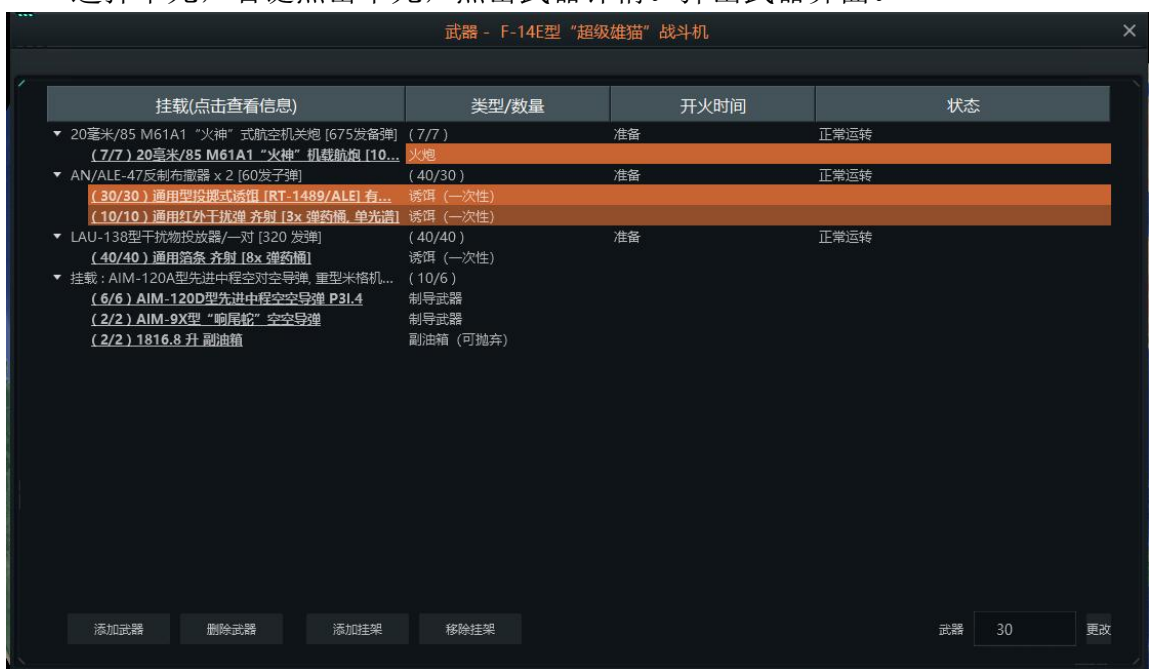 武器 - F-14E型 “超级雄猫” 战斗机
挂载(点击查看信息) 类型/数量 开火时间 状态
20毫米/85 M61A1 “火神” 式航空机关炮 [675发备弹] ( 7/7 ) 准备 正常运转
( 7/7 ) 20毫米/85 M61A1 “火神” 机载航炮 [10... 火炮
AN/ALE-47反制布撒器 x 2 [60发子弹] ( 40/30 ) 准备 正常运转
( 30/30 ) 通用型投掷式诱饵 [RT-1489/ALE] 有... 诱饵 (一次性)
( 10/10 ) 通用红外干扰弹 齐射 [3x 弹药桶, 单光谱] 诱饵 (一次性)
LAU-138型干扰物投放器/一对 [320 发弹] ( 40/40 ) 准备 正常运转
( 40/40 ) 通用箔条 齐射 [8x 弹药桶] 诱饵 (一次性)
挂载 : AIM-120A型先进中程空对空导弹, 重型米格机... ( 10/6 )
( 6/6 ) AIM-120D型先进中程空空导弹 P3I.4 制导武器
( 2/2 ) AIM-9X型 “响尾蛇” 空空导弹 制导武器
( 2/2 ) 1816.8 升 副油箱 副油箱 (可抛弃)
添加武器 删除武器 添加挂架 移除挂架 武器 30 更改